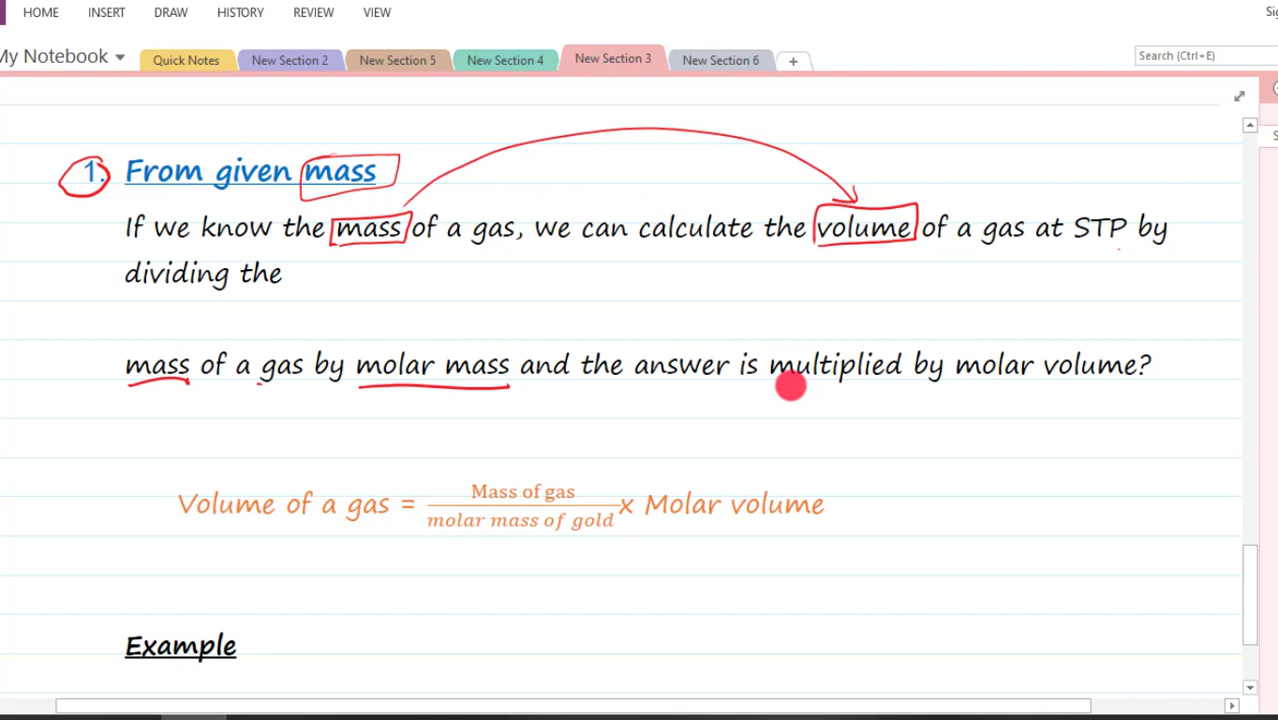 HOME INSERT DRAW HISTORY REVIEW VIEW
My Notebook Quick Notes New Section 2 New Section 5 New Section 4 New Section 3 New Section 6 + Search (Ctrl+E)
1. From given mass
If we know the mass of a gas, we can calculate the volume of a gas at STP by
dividing the
mass of a gas by molar mass and the answer is multiplied by molar volume?
Volume of a gas = Mass of gas / molar mass of gold x Molar volume
Example